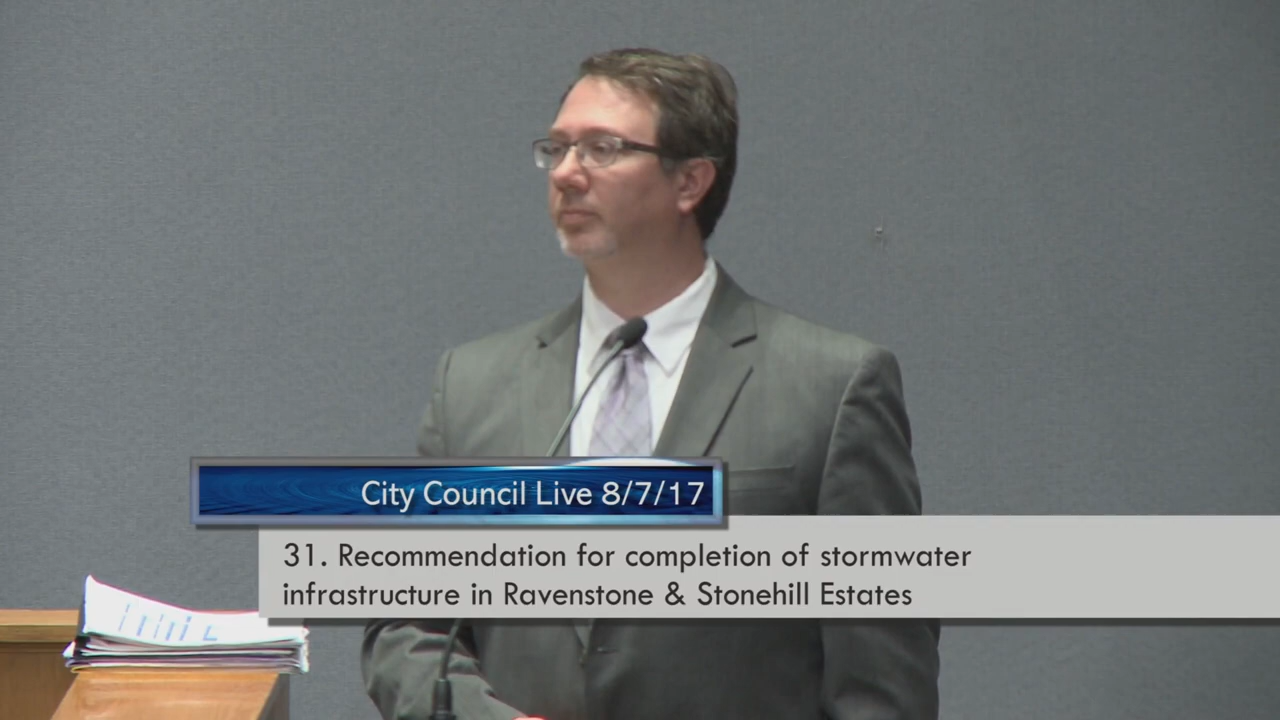 City Council Live 8/7/17
31. Recommendation for completion of stormwater
infrastructure in Ravenstone & Stonehill Estates